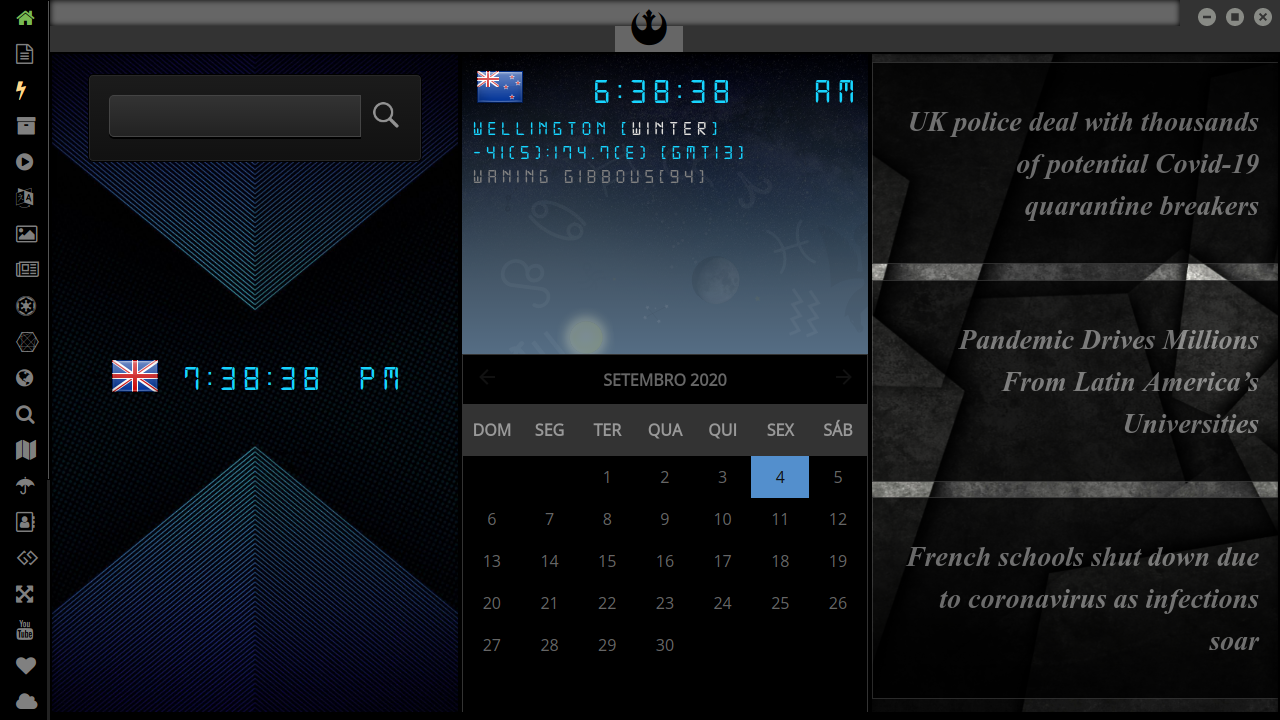 7:38:38 PM
6:38:38 AM
WELLINGTON [WINTER]
-41(S):174.7(E) [GMT13]
WANING GIBBOUS[94]
SETEMBRO 2020
DOM SEG TER QUA QUI SEX SÁB
1 2 3 4 5
6 7 8 9 10 11 12
13 14 15 16 17 18 19
20 21 22 23 24 25 26
27 28 29 30
UK police deal with thousands
of potential Covid-19
quarantine breakers
Pandemic Drives Millions
From Latin America’s
Universities
French schools shut down due
to coronavirus as infections
soar
You
Tube